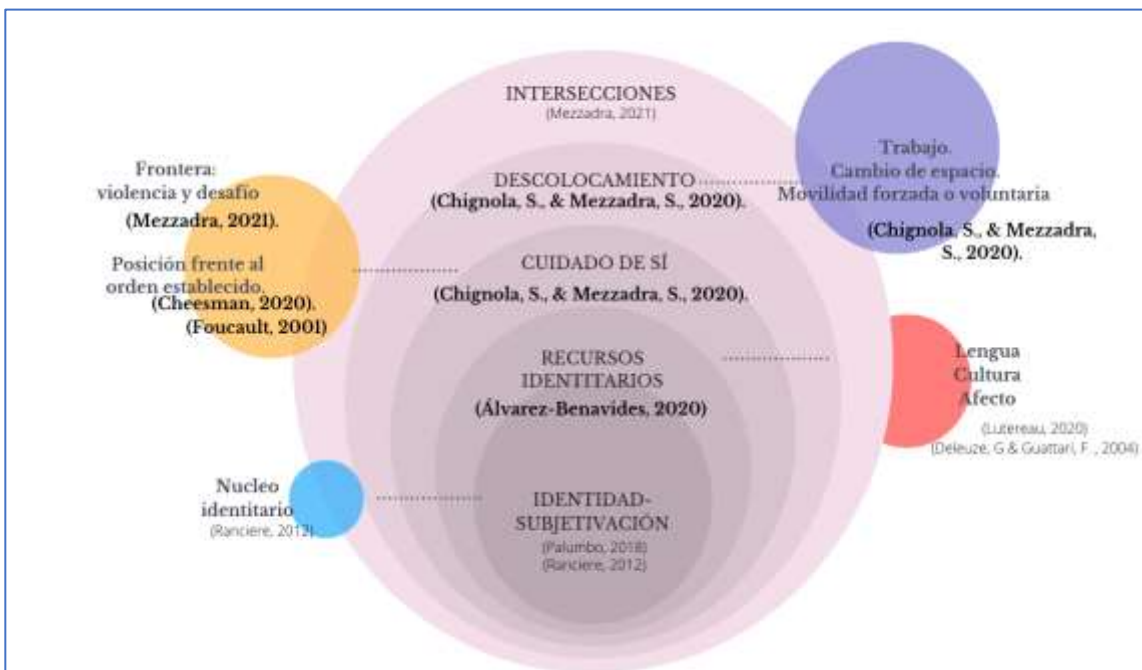 INTERSECCIONES
(Mezzadra, 2021)
Frontera:
violencia y desafío
(Mezzadra, 2021).
Posición frente al
orden establecido.
(Cheesman, 2020).
(Foucault, 2001)
DESCOLOCAMIENTO
(Chignola, S., & Mezzadra, S., 2020).
Trabajo.
Cambio de espacio.
Movilidad forzada o voluntaria
(Chignola, S., & Mezzadra,
S., 2020).
CUIDADO DE SÍ
(Chignola, S., & Mezzadra, S., 2020).
RECURSOS
IDENTITARIOS
(Álvarez-Benavides, 2020)
Lengua
Cultura
Afecto
(Lutereau, 2020)
(Deleuze, G & Guattari, F. , 2004)
Nucleo
identitario
(Ranciere, 2012)
IDENTIDAD-
SUBJETIVACIÓN
(Palumbo, 2018)
(Ranciere, 2012)